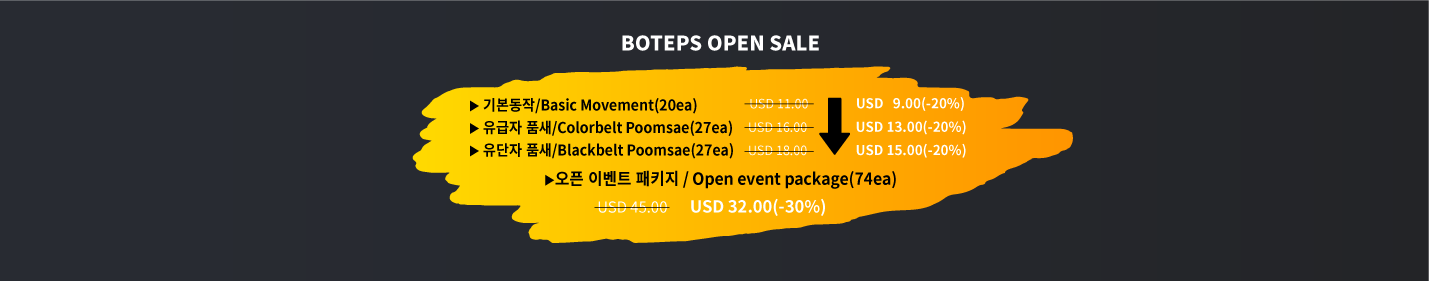 BOTEPS OPEN SALE
▶ 기본동작/Basic Movement(20ea) USD 11.00 USD 9.00(-20%)
▶ 유급자 품새/Colorbelt Poomsae(27ea) USD 16.00 USD 13.00(-20%)
▶ 유단자 품새/Blackbelt Poomsae(27ea) USD 18.00 USD 15.00(-20%)
▶오픈 이벤트 패키지 / Open event package(74ea)
USD 45.00 USD 32.00(-30%)